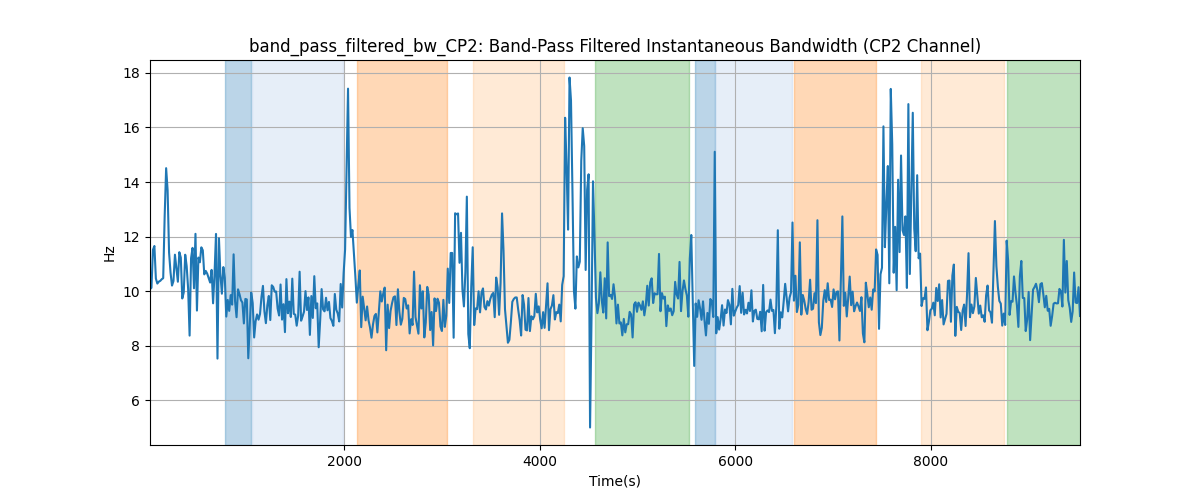 band_pass_filtered_bw_CP2: Band-Pass Filtered Instantaneous Bandwidth (CP2 Channel)
18
16
14
12
10
8
6
Hz
2000 4000 6000 8000
Time(s)